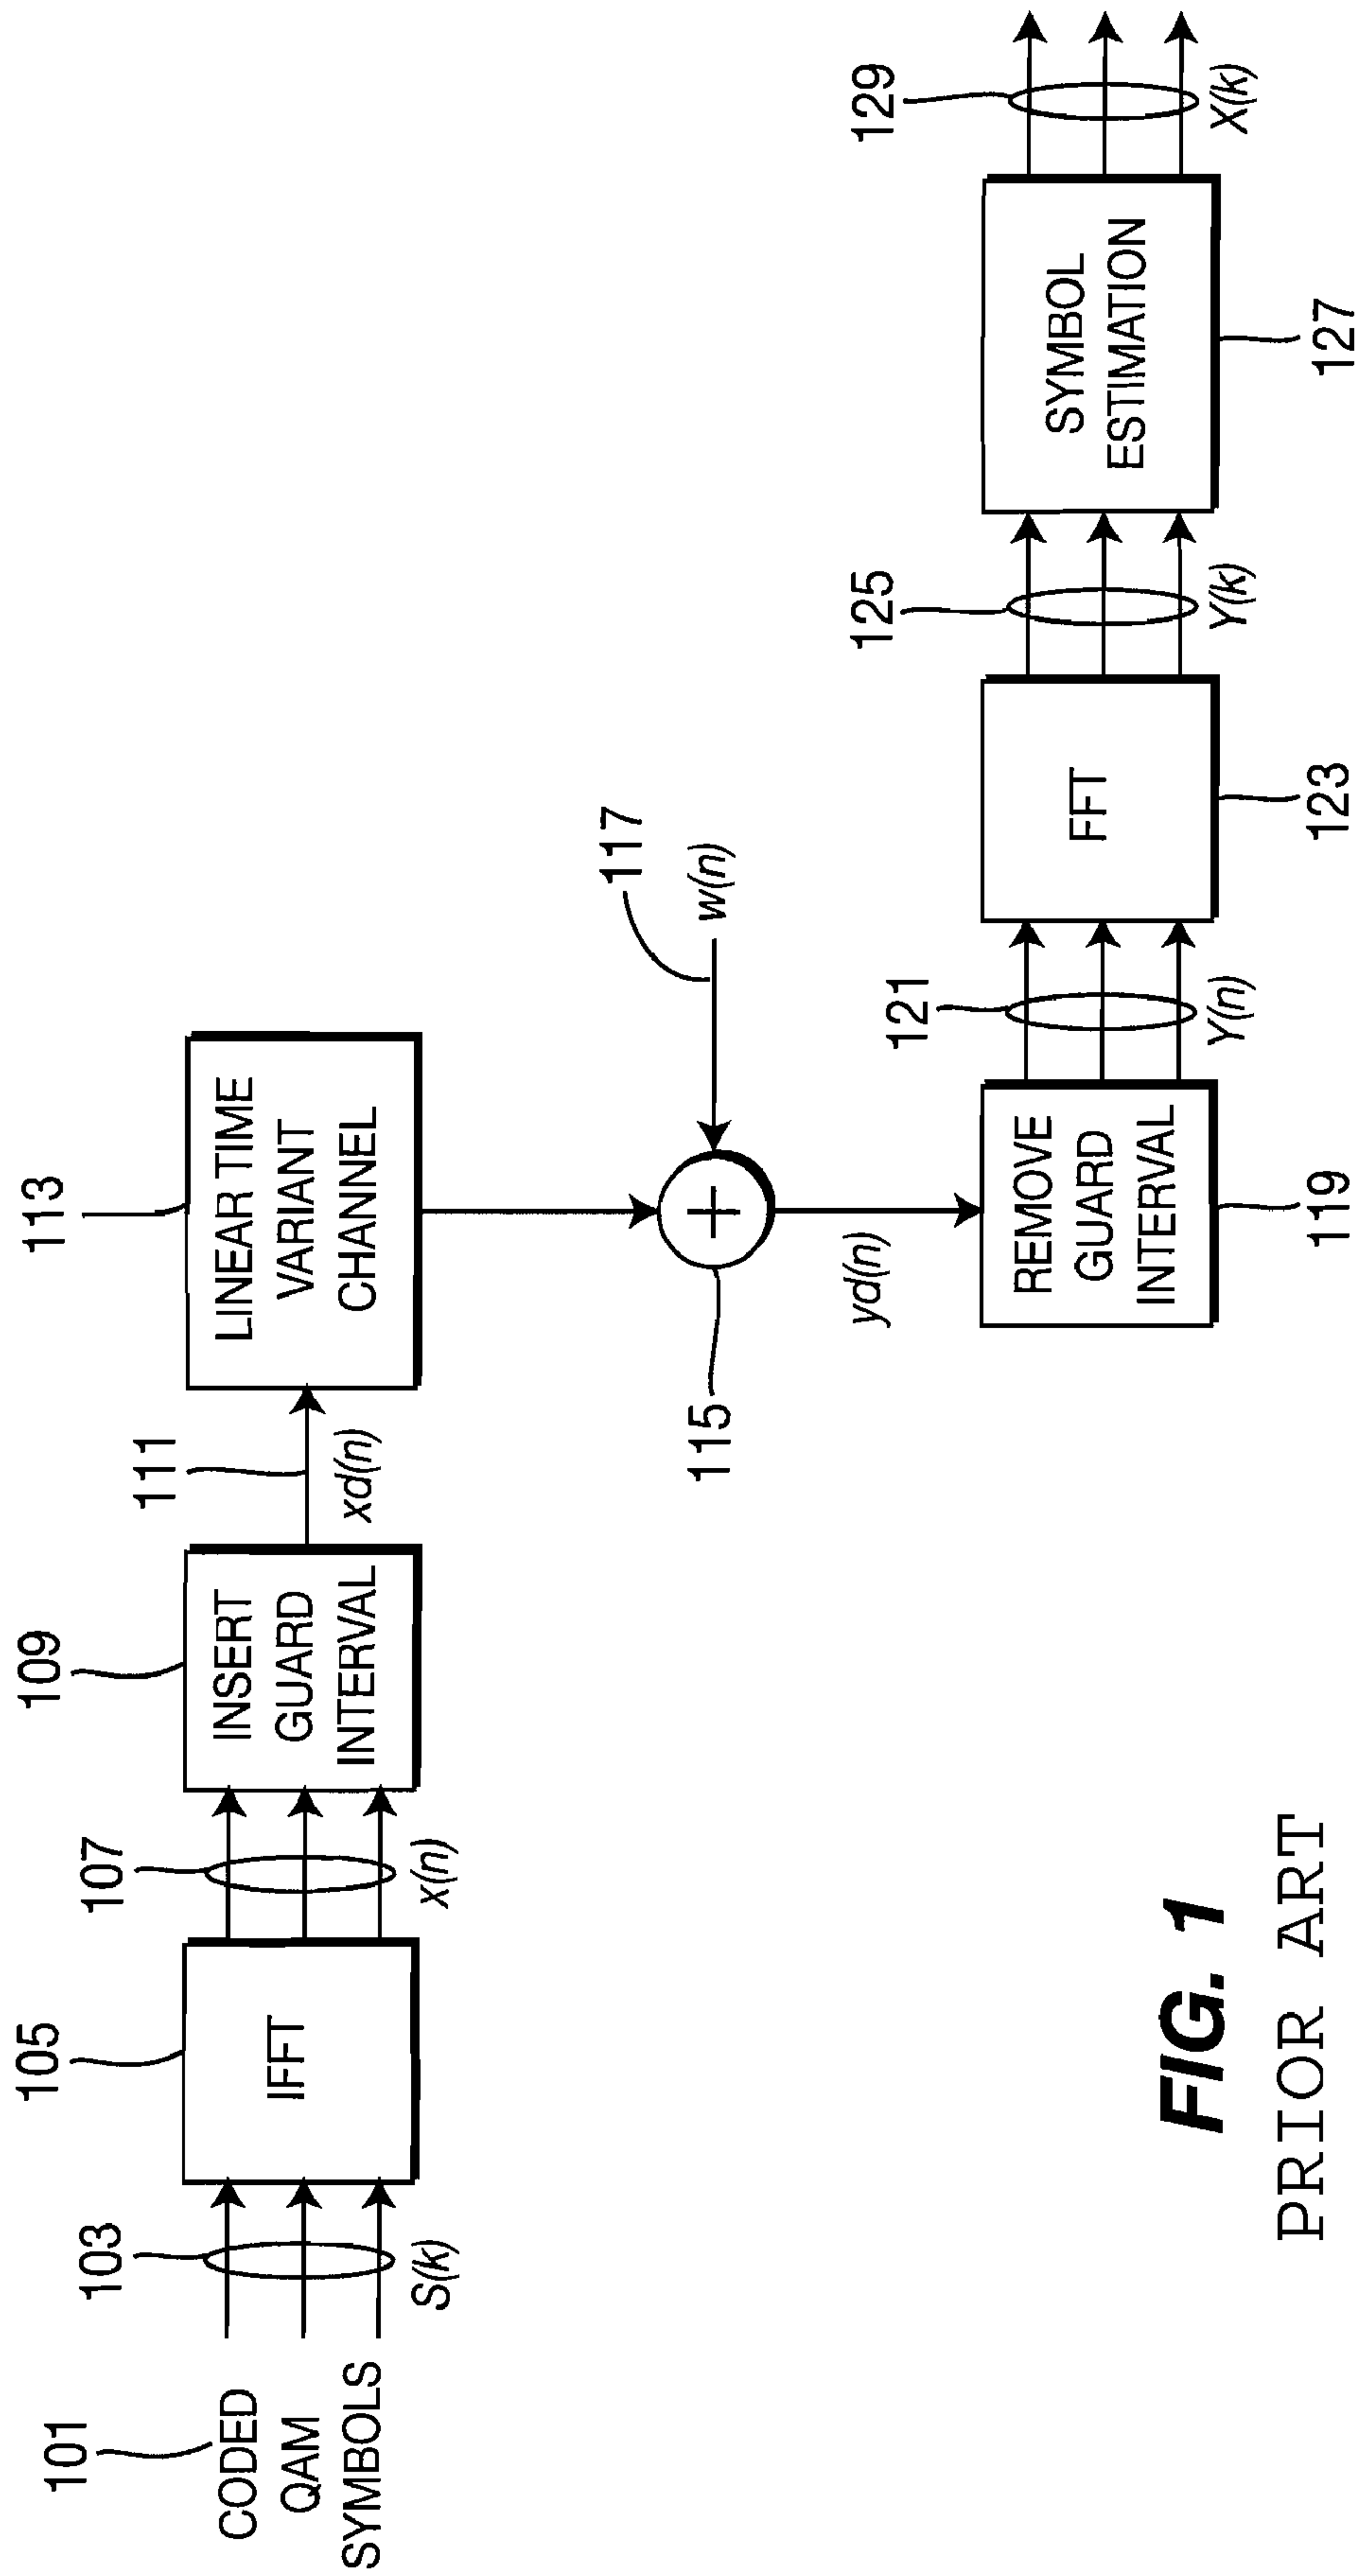 101
CODED
QAM
SYMBOLS
103
S(k)
105
IFFT
107
x(n)
109
INSERT
GUARD
INTERVAL
111
xd(n)
113
LINEAR TIME
VARIANT
CHANNEL
115
+
117
w(n)
yd(n)
REMOVE
GUARD
INTERVAL
119
121
Y(n)
FFT
123
125
Y(k)
SYMBOL
ESTIMATION
127
129
X(k)
FIG. 1
PRIOR ART